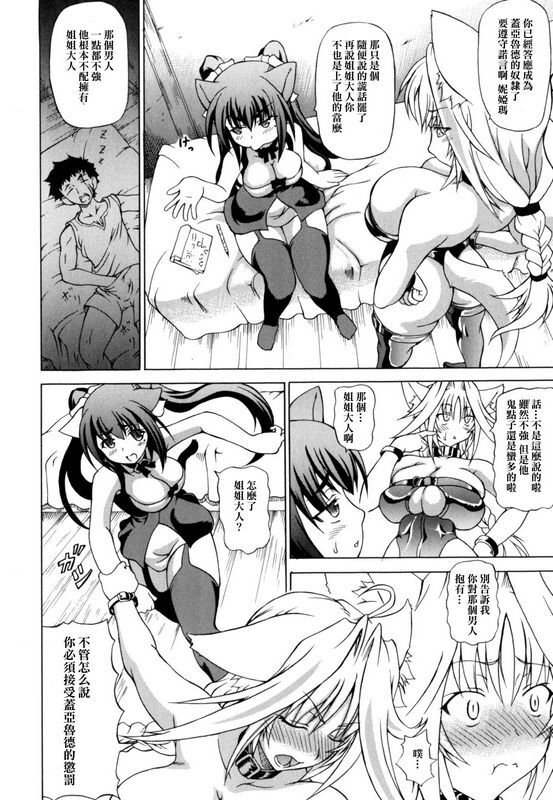 你已經答應成為
蓋亞魯德的奴隸了
要遵守諾言啊 妮婭瑪
那只是個
隨便說的謊話罷了
再說姐姐大人你
不也是上了他的當麼
那個男人
一點都不強
他根本不配擁有
姐姐大人
ZZZ
話…不是這麼說的啦
雖然不強 但是他
鬼點子還是蠻多的啦
那個…
姐姐大人啊
怎麼了
姐姐大人？
別告訴我
你對那個男人
抱有…
噗…
不管怎么說
你必須接受蓋亞魯德的懲罰